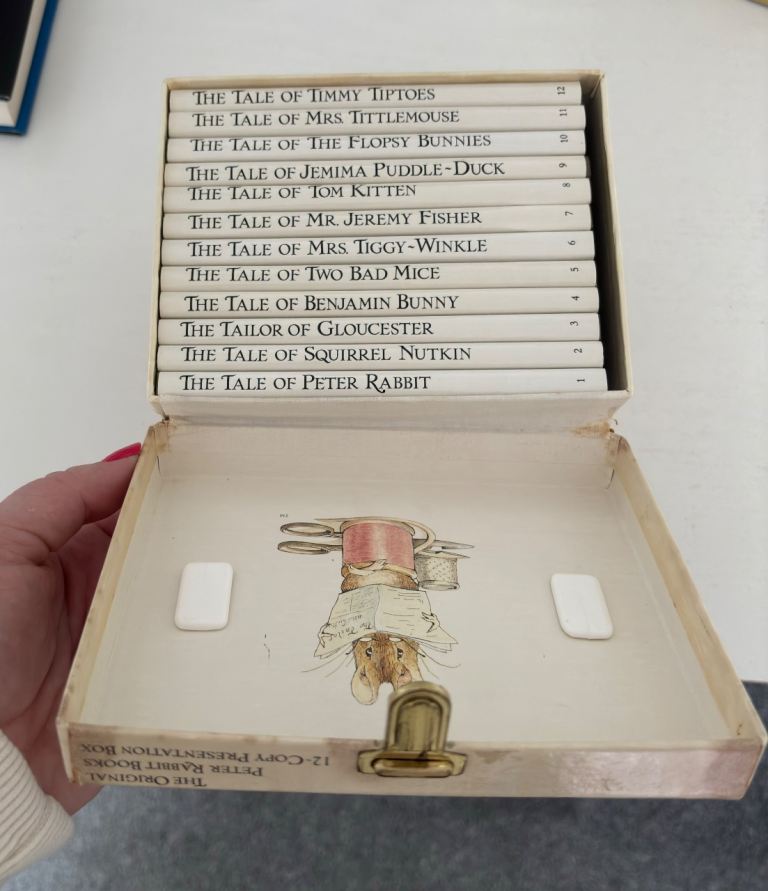 THE TALE OF TIMMY TIPTOES 12
THE TALE OF MRS. TITTLEMOUSE 11
THE TALE OF THE FLOPSY BUNNIES 10
THE TALE OF JEMIMA PUDDLE-DUCK 9
THE TALE OF TOM KITTEN 8
THE TALE OF MR. JEREMY FISHER 7
THE TALE OF MRS. TIGGY-WINKLE 6
THE TALE OF TWO BAD MICE 5
THE TALE OF BENJAMIN BUNNY 4
THE TAILOR OF GLOUCESTER 3
THE TALE OF SQUIRREL NUTKIN 2
THE TALE OF PETER RABBIT 1
TM
The Tailor
THE ORIGINAL
PETER RABBIT BOOKS
12-COPY PRESENTATION BOX